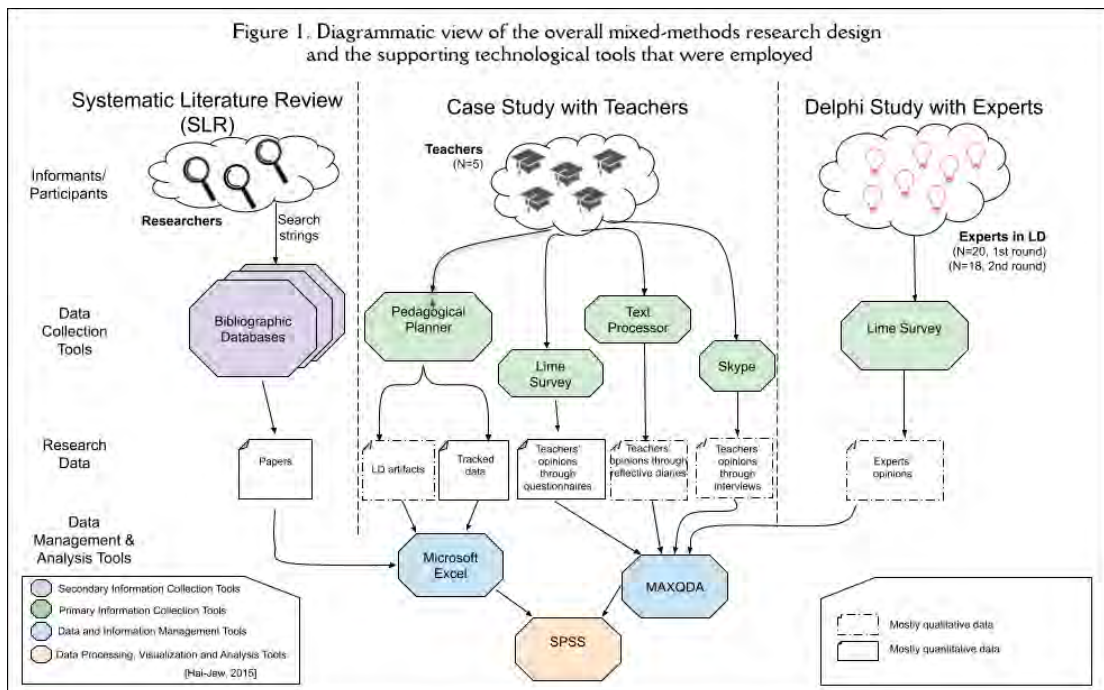 Figure 1. Diagrammatic view of the overall mixed-methods research design
and the supporting technological tools that were employed
Systematic Literature Review
(SLR)
Case Study with Teachers
Delphi Study with Experts
Informants/
Participants
Researchers
Search
strings
Teachers
(N=5)
Experts in LD
(N=20, 1st round)
(N=18, 2nd round)
Data
Collection
Tools
Bibliographic
Databases
Pedagogical
Planner
Lime
Survey
Text
Processor
Skype
Lime Survey
Research
Data
Papers
LD artifacts
Tracked
data
Teachers'
opinions
through
questionnaires
Teachers'
opinions through
reflective diaries
Teachers
opinions
through
interviews
Experts'
opinions
Data
Management &
Analysis Tools
Microsoft
Excel
MAXQDA
SPSS
Secondary Information Collection Tools
Primary Information Collection Tools
Data and Information Management Tools
Data Processing, Visualization and Analysis Tools
[Hai-Jew, 2015]
Mostly qualitative data
Mostly quantitative data